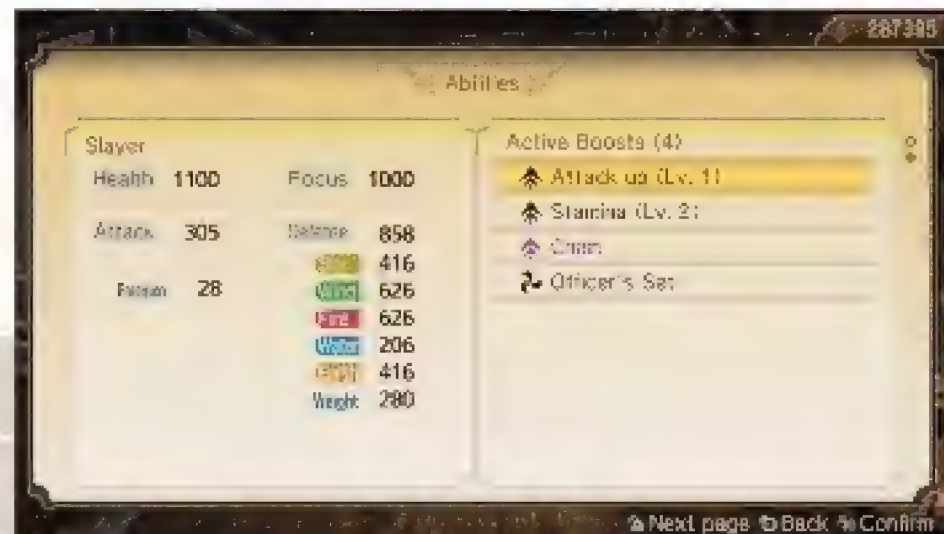 287385
Abilities
Slayer
Health 1100 Focus 1000
Attack 305 Defense 858
416
28 Wind 626
Fire 626
Water 206
416
Weight 280
Active Boosts (4)
Attack up (Lv. 1)
Stamina (Lv. 2)
Officer's Set
Next page Back Confirm